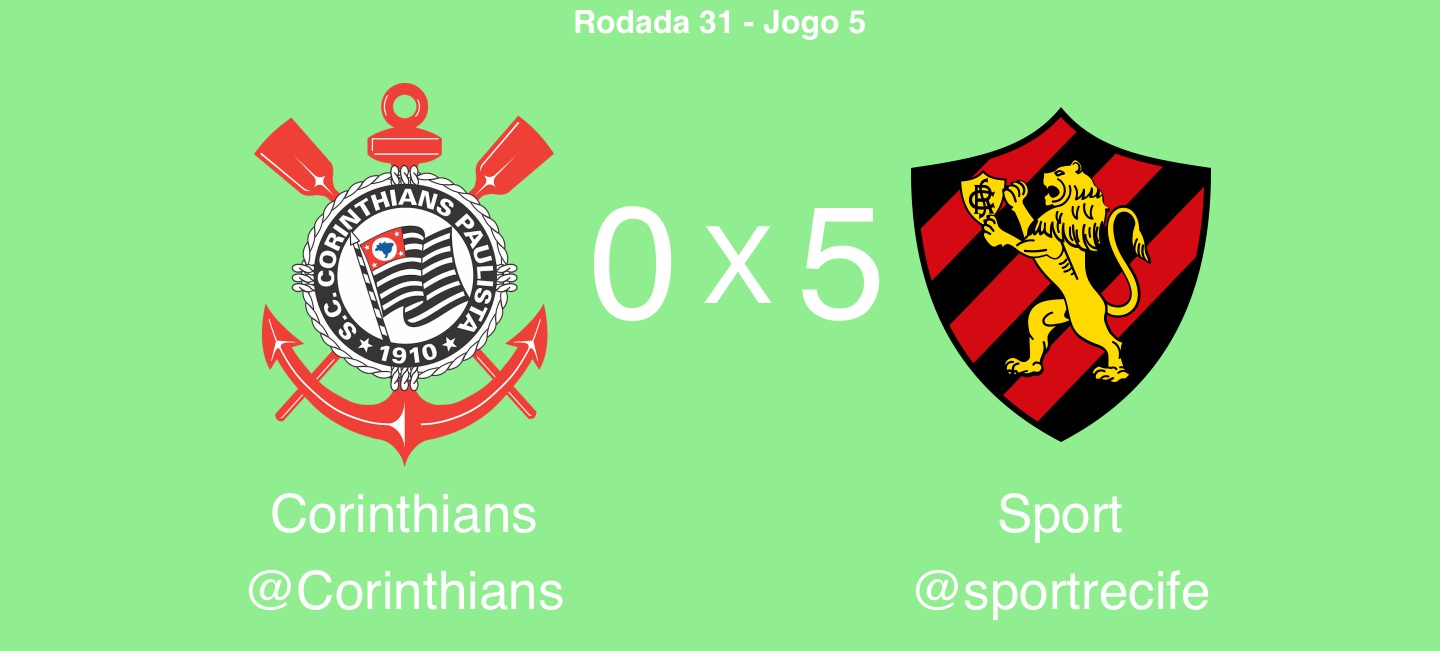 Rodada 31 - Jogo 5
S.C. CORINTHIANS PAULISTA
★ 1910 ★
0 x 5
Corinthians
Sport
@Corinthians
@sportrecife